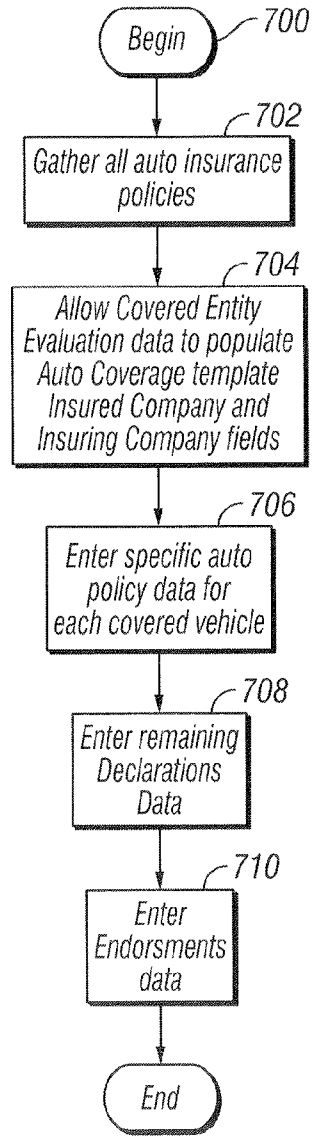 Begin
700
702
Gather all auto insurance
policies
704
Allow Covered Entity
Evaluation data to populate
Auto Coverage template
Insured Company and
Insuring Company fields
706
Enter specific auto
policy data for
each covered vehicle
708
Enter remaining
Declarations
Data
710
Enter
Endorsments
data
End